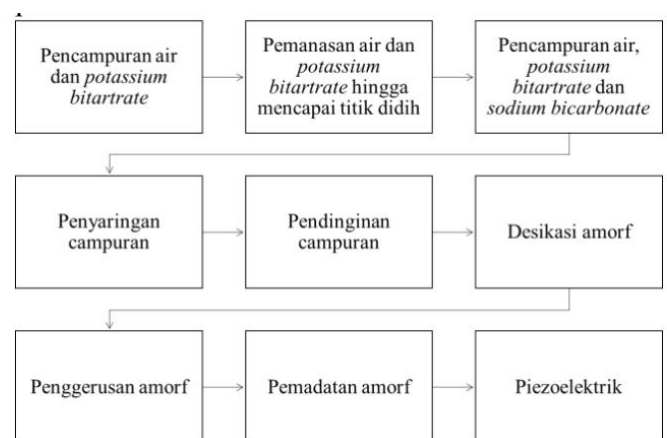 Pencampuran air
dan potassium
bitartrate
Pemanasan air dan
potassium
bitartrate hingga
mencapai titik didih
Pencampuran air,
potassium
bitartrate dan
sodium bicarbonate
Penyaringan
campuran
Pendinginan
campuran
Desikasi amorf
Penggerusan amorf
Pemadatan amorf
Piezoelektrik